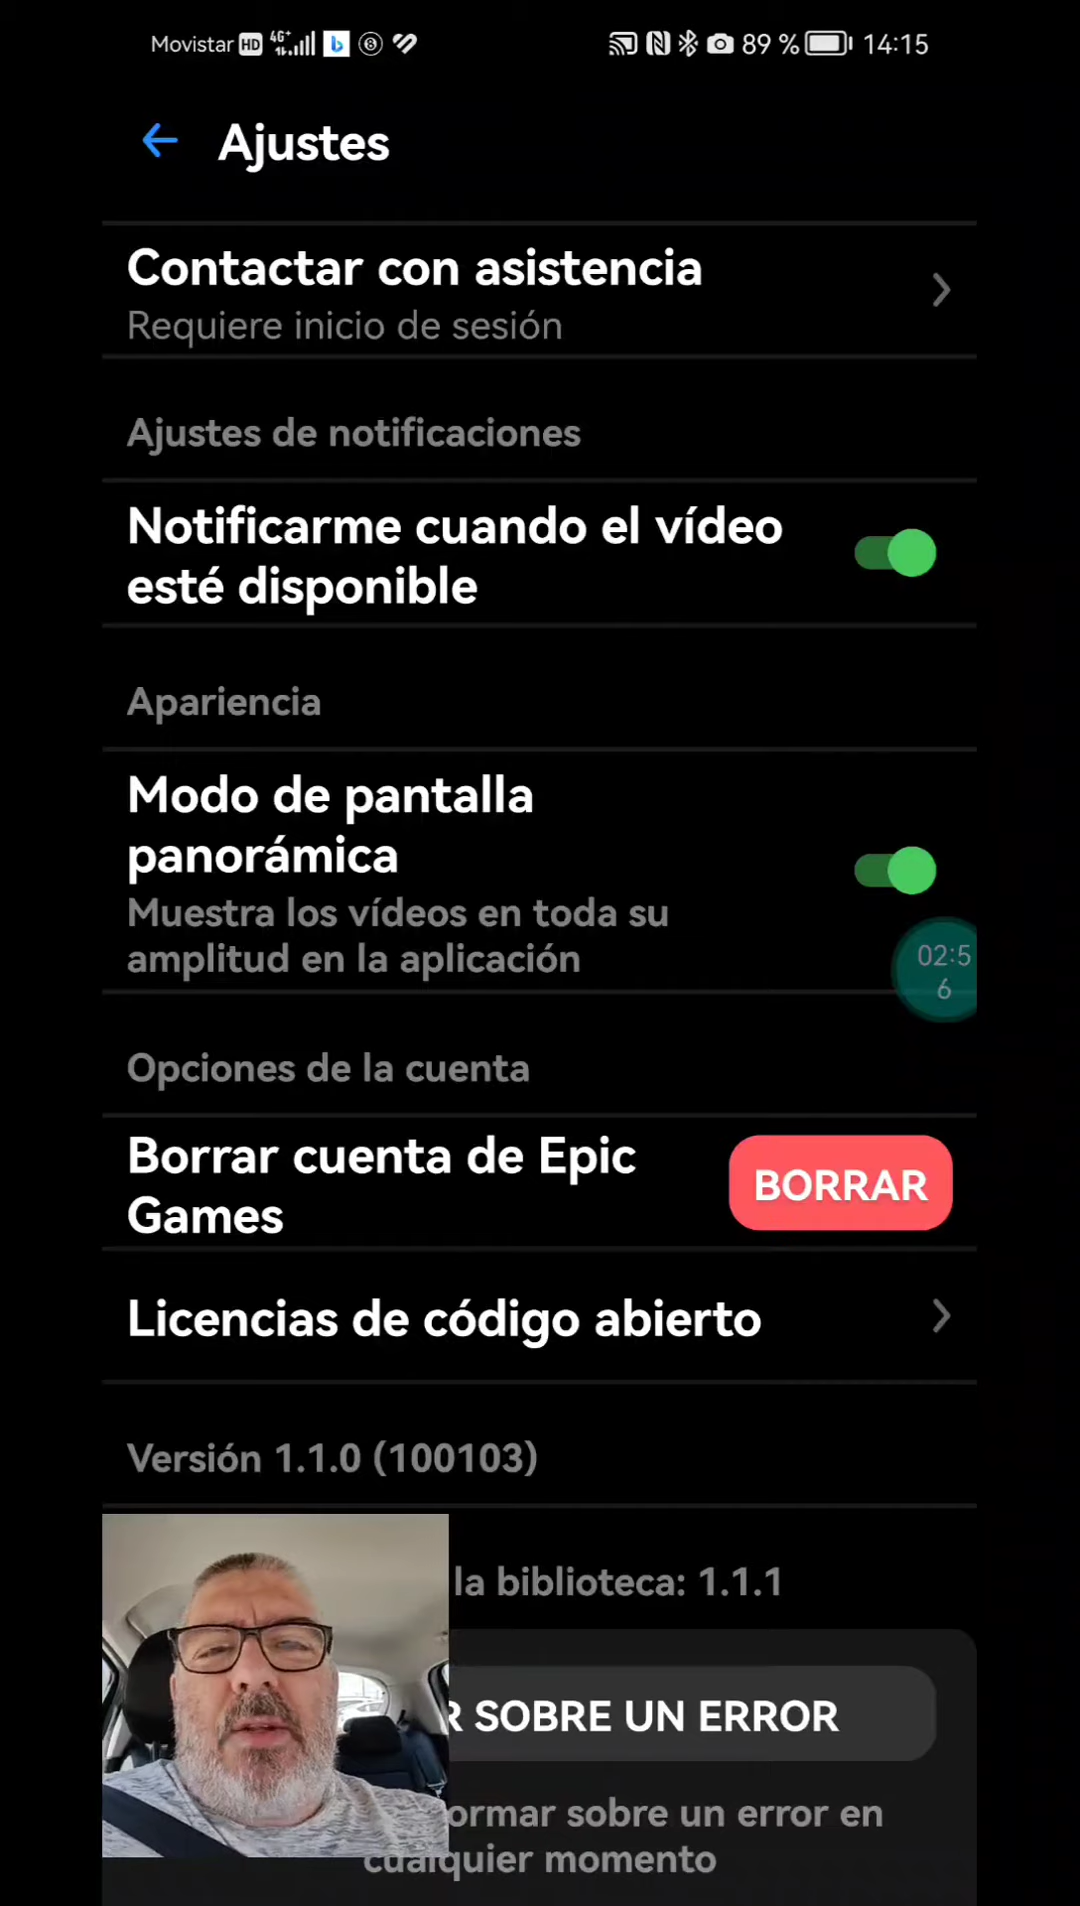 Movistar HD 4G+ 89 % 14:15
Ajustes
Contactar con asistencia
Requiere inicio de sesión
Ajustes de notificaciones
Notificarme cuando el vídeo
esté disponible
Apariencia
Modo de pantalla
panorámica
Muestra los vídeos en toda su
amplitud en la aplicación
02:5
6
Opciones de la cuenta
Borrar cuenta de Epic
Games
BORRAR
Licencias de código abierto
Versión 1.1.0 (100103)
la biblioteca: 1.1.1
R SOBRE UN ERROR
ormar sobre un error en
cualquier momento